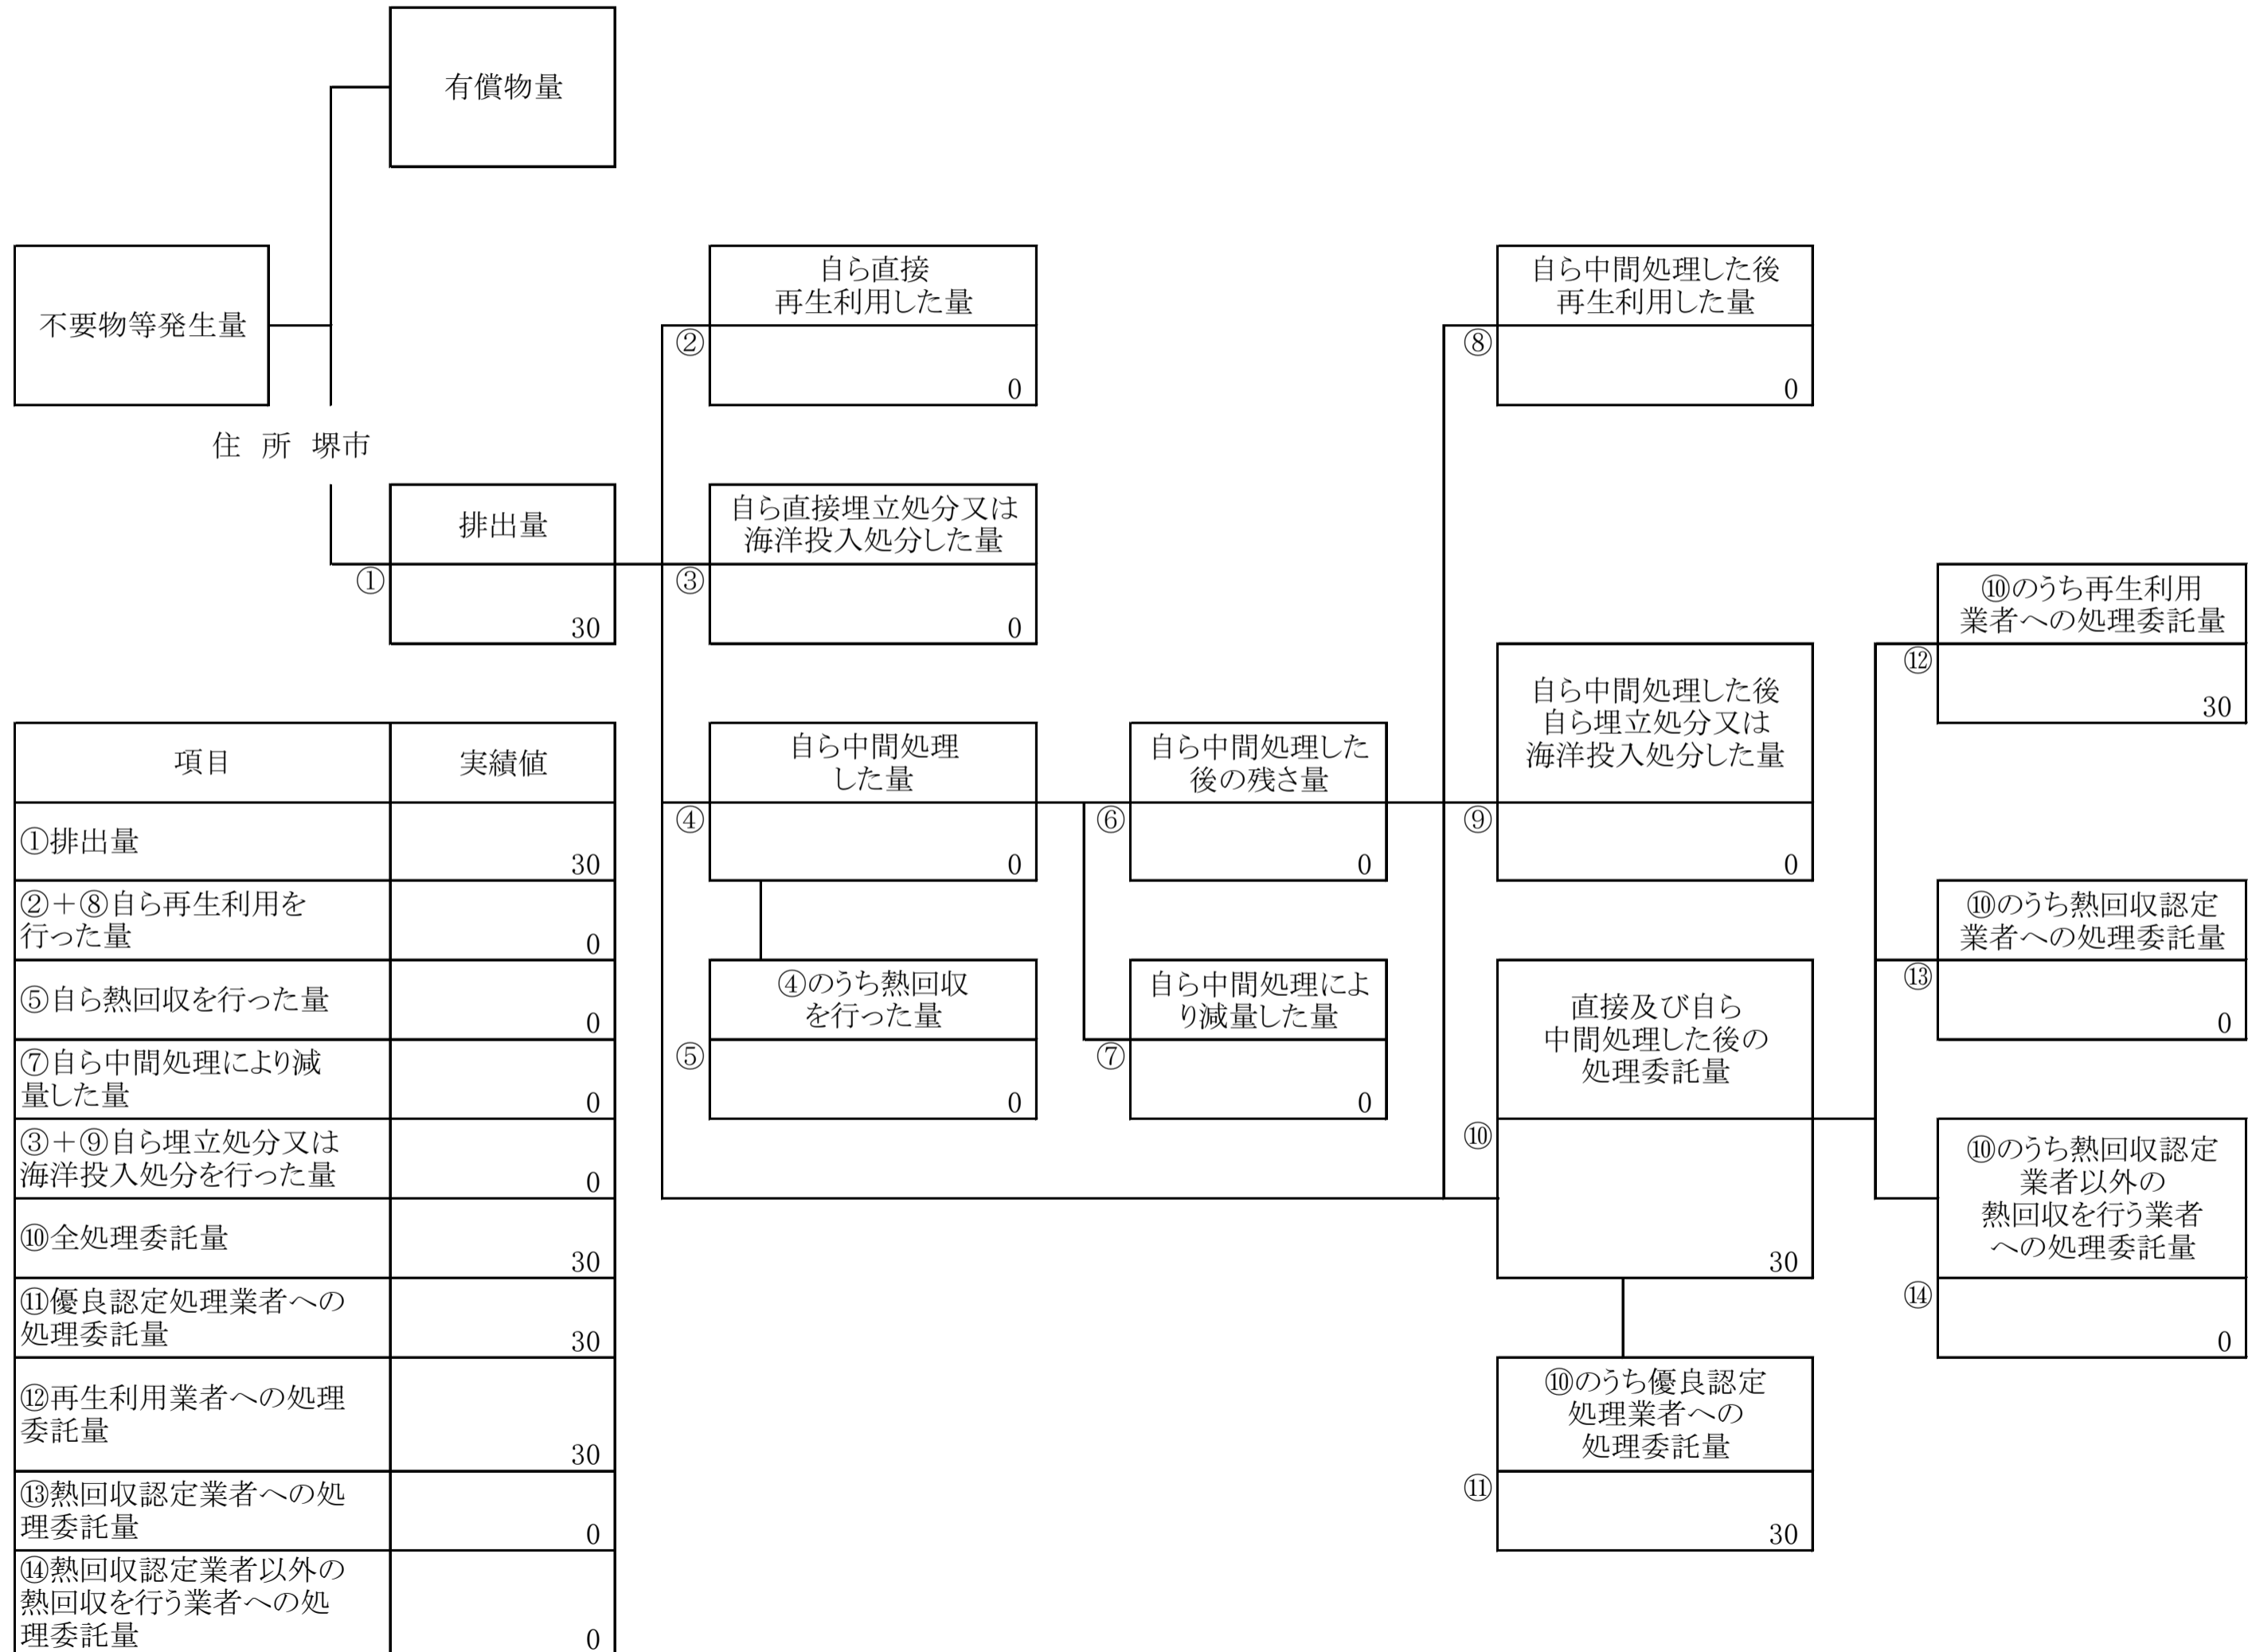 有償物量
不要物等発生量
住 所 堺市
排出量
①
30
自ら直接
再生利用した量
②
0
自ら直接埋立処分又は
海洋投入処分した量
③
0
自ら中間処理
した量
④
0
④のうち熱回収
を行った量
⑤
0
自ら中間処理した
後の残さ量
⑥
0
自ら中間処理によ
り減量した量
⑦
0
自ら中間処理した後
再生利用した量
⑧
0
自ら中間処理した後
自ら埋立処分又は
海洋投入処分した量
⑨
0
直接及び自ら
中間処理した後の
処理委託量
⑩
30
⑩のうち優良認定
処理業者への
処理委託量
⑪
30
⑩のうち再生利用
業者への処理委託量
⑫
30
⑩のうち熱回収認定
業者への処理委託量
⑬
0
⑩のうち熱回収認定
業者以外の
熱回収を行う業者
への処理委託量
⑭
0
項目 実績値
①排出量
30
②＋⑧自ら再生利用を
行った量
0
⑤自ら熱回収を行った量
0
⑦自ら中間処理により減
量した量
0
③＋⑨自ら埋立処分又は
海洋投入処分を行った量
0
⑩全処理委託量
30
⑪優良認定処理業者への
処理委託量
30
⑫再生利用業者への処理
委託量
30
⑬熱回収認定業者への処
理委託量
0
⑭熱回収認定業者以外の
熱回収を行う業者への処
理委託量
0